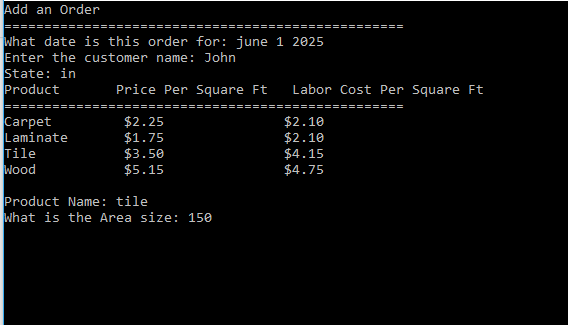 Add an Order
==================================================
What date is this order for: june 1 2025
Enter the customer name: John
State: in
Product       Price Per Square Ft   Labor Cost Per Square Ft
==================================================
Carpet         $2.25               $2.10
Laminate       $1.75               $2.10
Tile           $3.50               $4.15
Wood           $5.15               $4.75
Product Name: tile
What is the Area size: 150